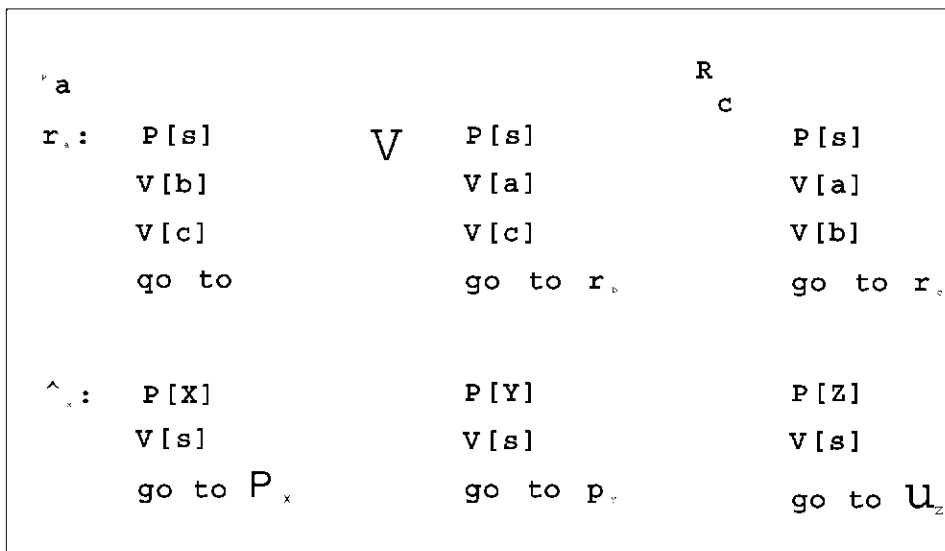 R
a c
r a: P[s] V P[s] P[s]
V[b] V[a] V[a]
V[c] V[c] V[b]
qo to go to r b go to r c
^ x: P[X] P[Y] P[Z]
V[s] V[s] V[s]
go to P x go to p go to u z